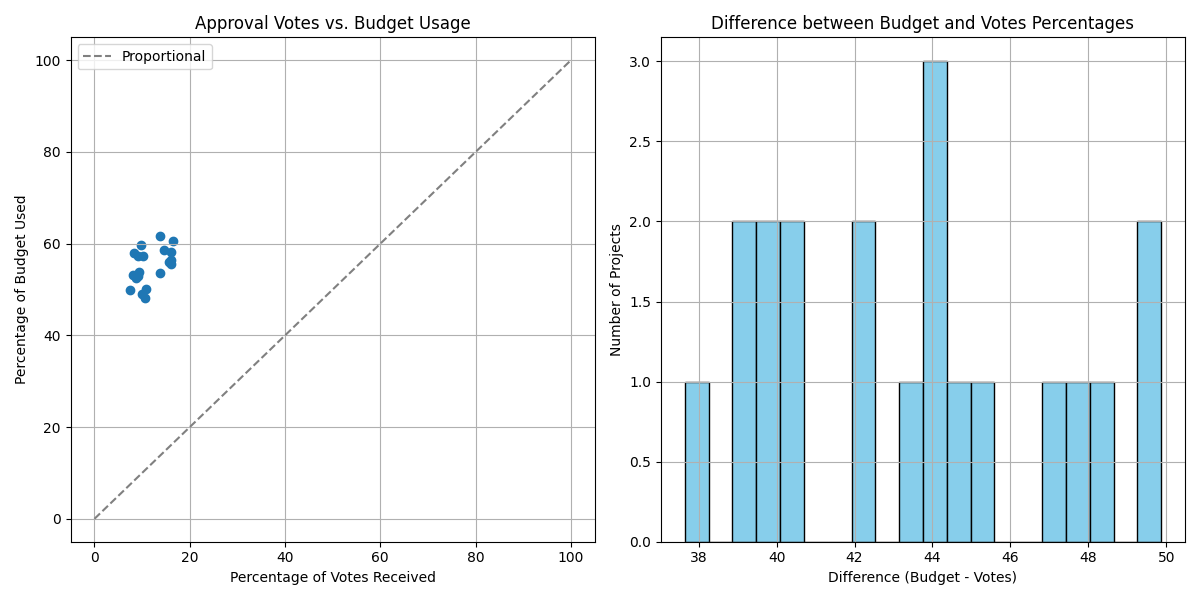 Approval Votes vs. Budget Usage
Proportional
100
80
60
40
20
0
Percentage of Budget Used
0 20 40 60 80 100
Percentage of Votes Received
Difference between Budget and Votes Percentages
3.0
2.5
2.0
1.5
1.0
0.5
0.0
Number of Projects
38 40 42 44 46 48 50
Difference (Budget - Votes)